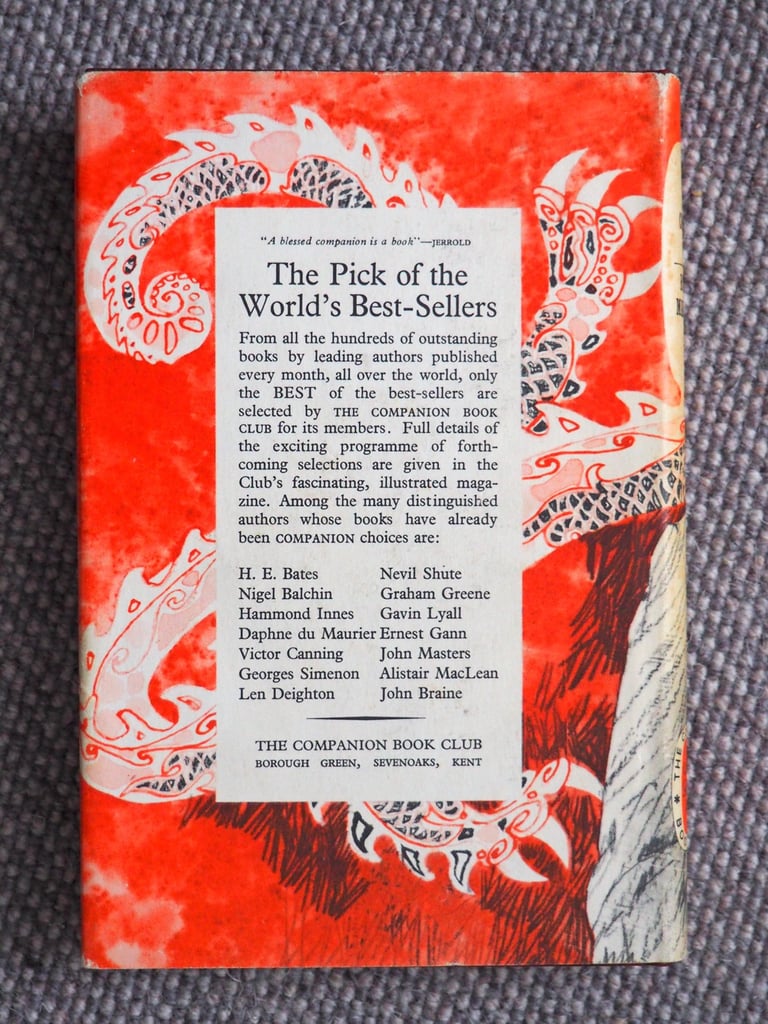 "A blessed companion is a book"—JERROLD
The Pick of the
World's Best-Sellers
From all the hundreds of outstanding
books by leading authors published
every month, all over the world, only
the BEST of the best-sellers are
selected by THE COMPANION BOOK
CLUB for its members. Full details of
the exciting programme of forth-
coming selections are given in the
Club's fascinating, illustrated maga-
zine. Among the many distinguished
authors whose books have already
been COMPANION choices are:
H. E. Bates
Nigel Balchin
Hammond Innes
Daphne du Maurier
Victor Canning
Georges Simenon
Len Deighton
Nevil Shute
Graham Greene
Gavin Lyall
Ernest Gann
John Masters
Alistair MacLean
John Braine
THE COMPANION BOOK CLUB
BOROUGH GREEN, SEVENOAKS, KENT
THE